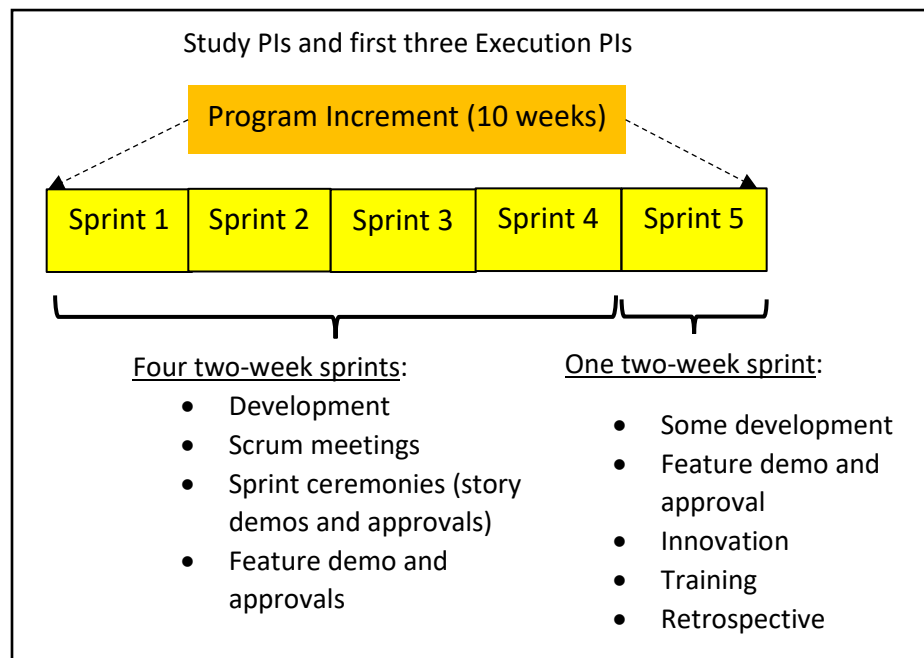 Study PIs and first three Execution PIs
Program Increment (10 weeks)
Sprint 1 Sprint 2 Sprint 3 Sprint 4 Sprint 5
Four two-week sprints:
• Development
• Scrum meetings
• Sprint ceremonies (story
demos and approvals)
• Feature demo and
approvals
One two-week sprint:
• Some development
• Feature demo and
approval
• Innovation
• Training
• Retrospective